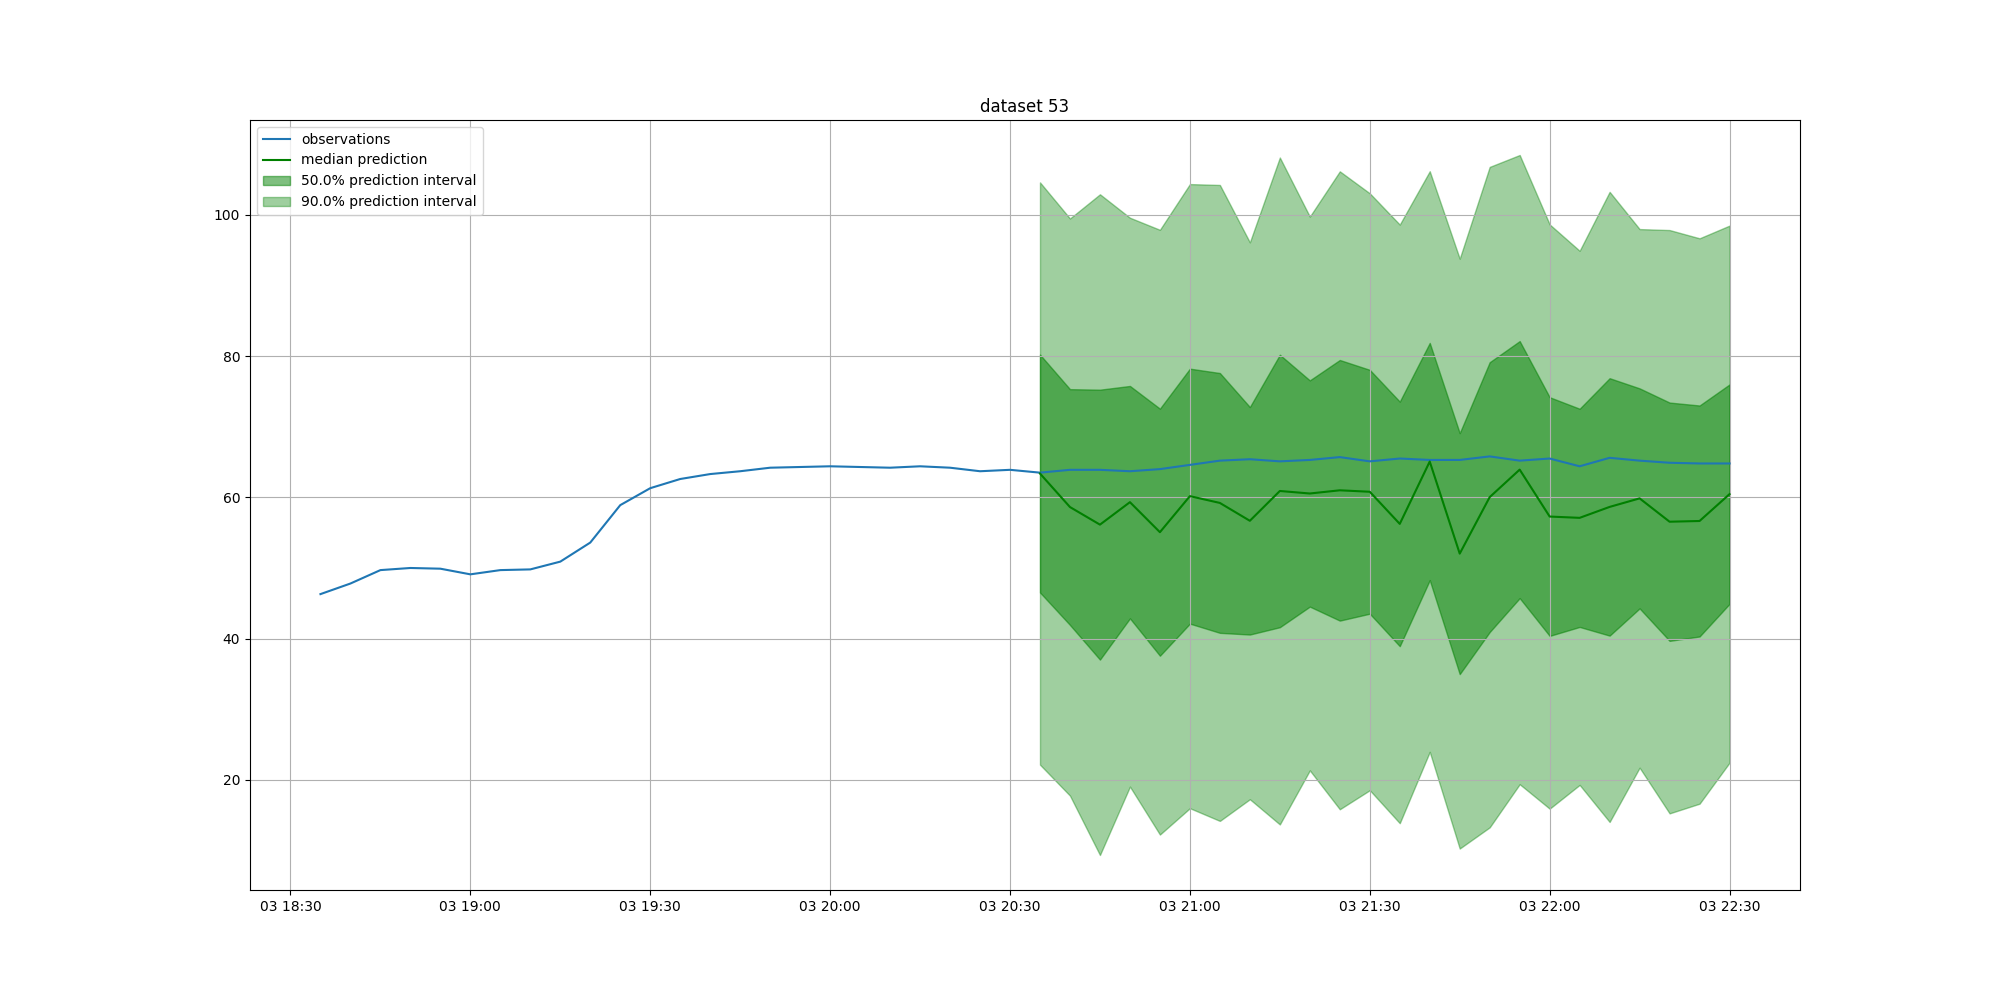 dataset 53
observations
median prediction
50.0% prediction interval
90.0% prediction interval
100
80
60
40
20
03 18:30 03 19:00 03 19:30 03 20:00 03 20:30 03 21:00 03 21:30 03 22:00 03 22:30